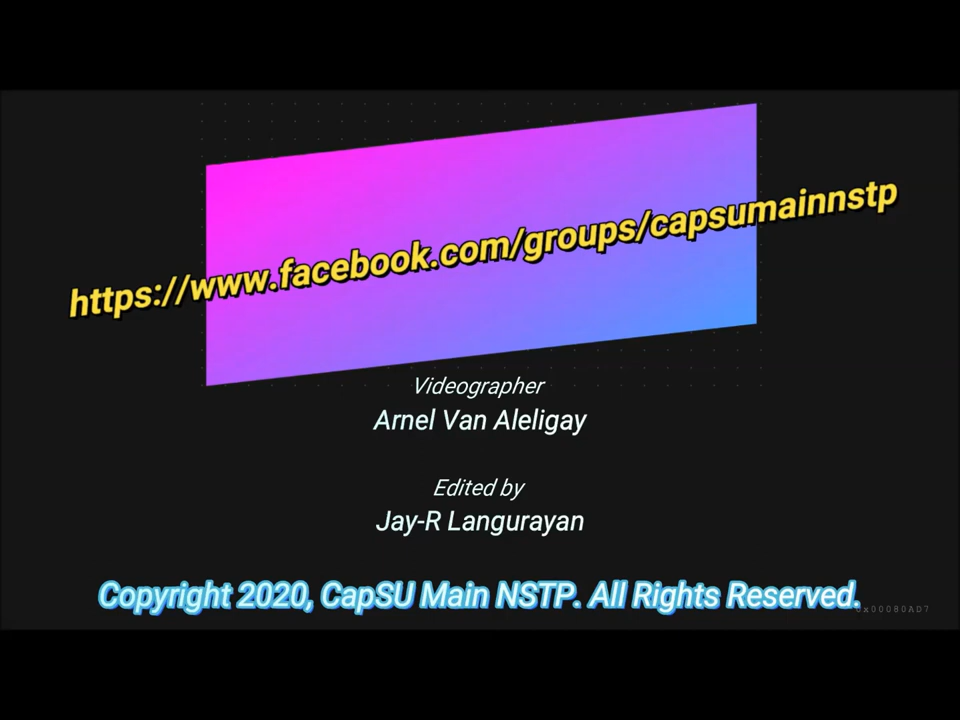 https://www.facebook.com/groups/capsumainnstp
Videographer
Arnel Van Aleligay
Edited by
Jay-R Langurayan
Copyright 2020, CapSU Main NSTP. All Rights Reserved.
0x00080AD7